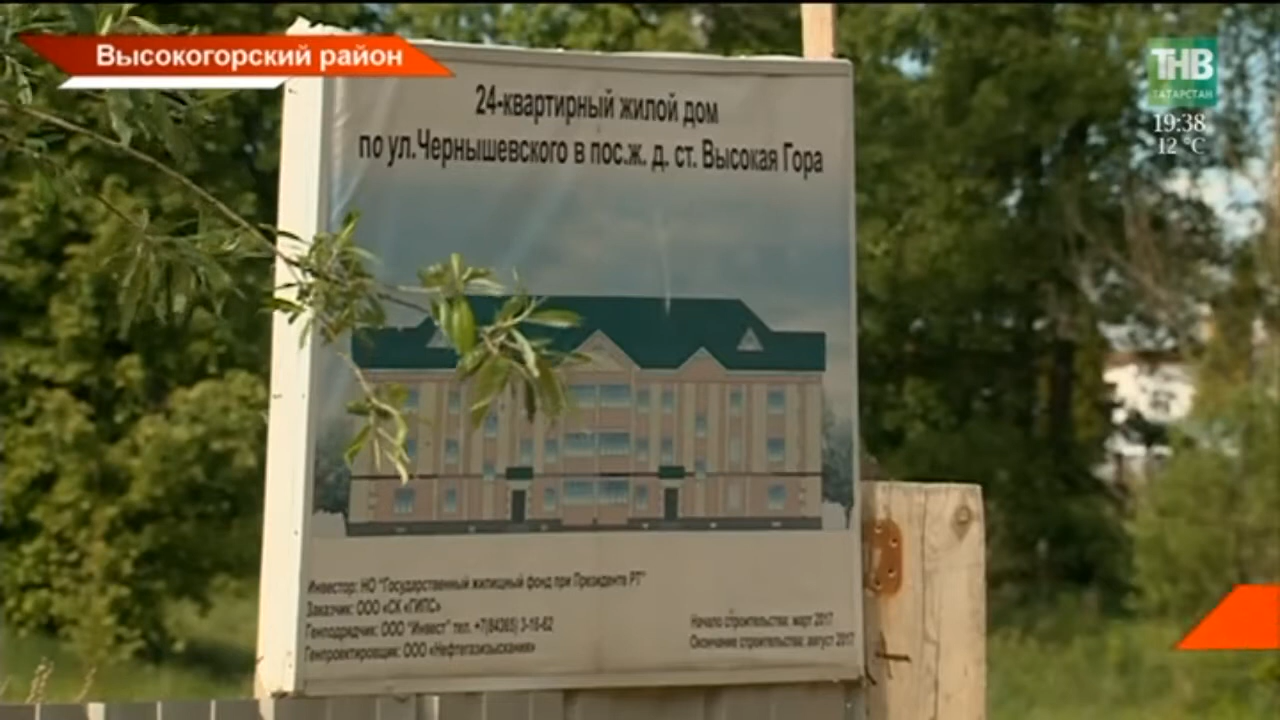 Высокогорский район
ТНВ
ТАТАРСТАН
19:38
12 °C
24-квартирный жилой дом
по ул.Чернышевского в пос.ж. д. ст. Высокая Гора
Инвестор: НО "Государственный жилищный фонд при Президенте РТ"
Заказчик: ООО «СК «ГИПС»
Генподрядчик: ООО "Инвест" тел. +7(84365) 3-16-62
Генпроектировщик: ООО «Нефтегазизыскания»
Начало строительства: март 2017
Окончание строительства: август 2017